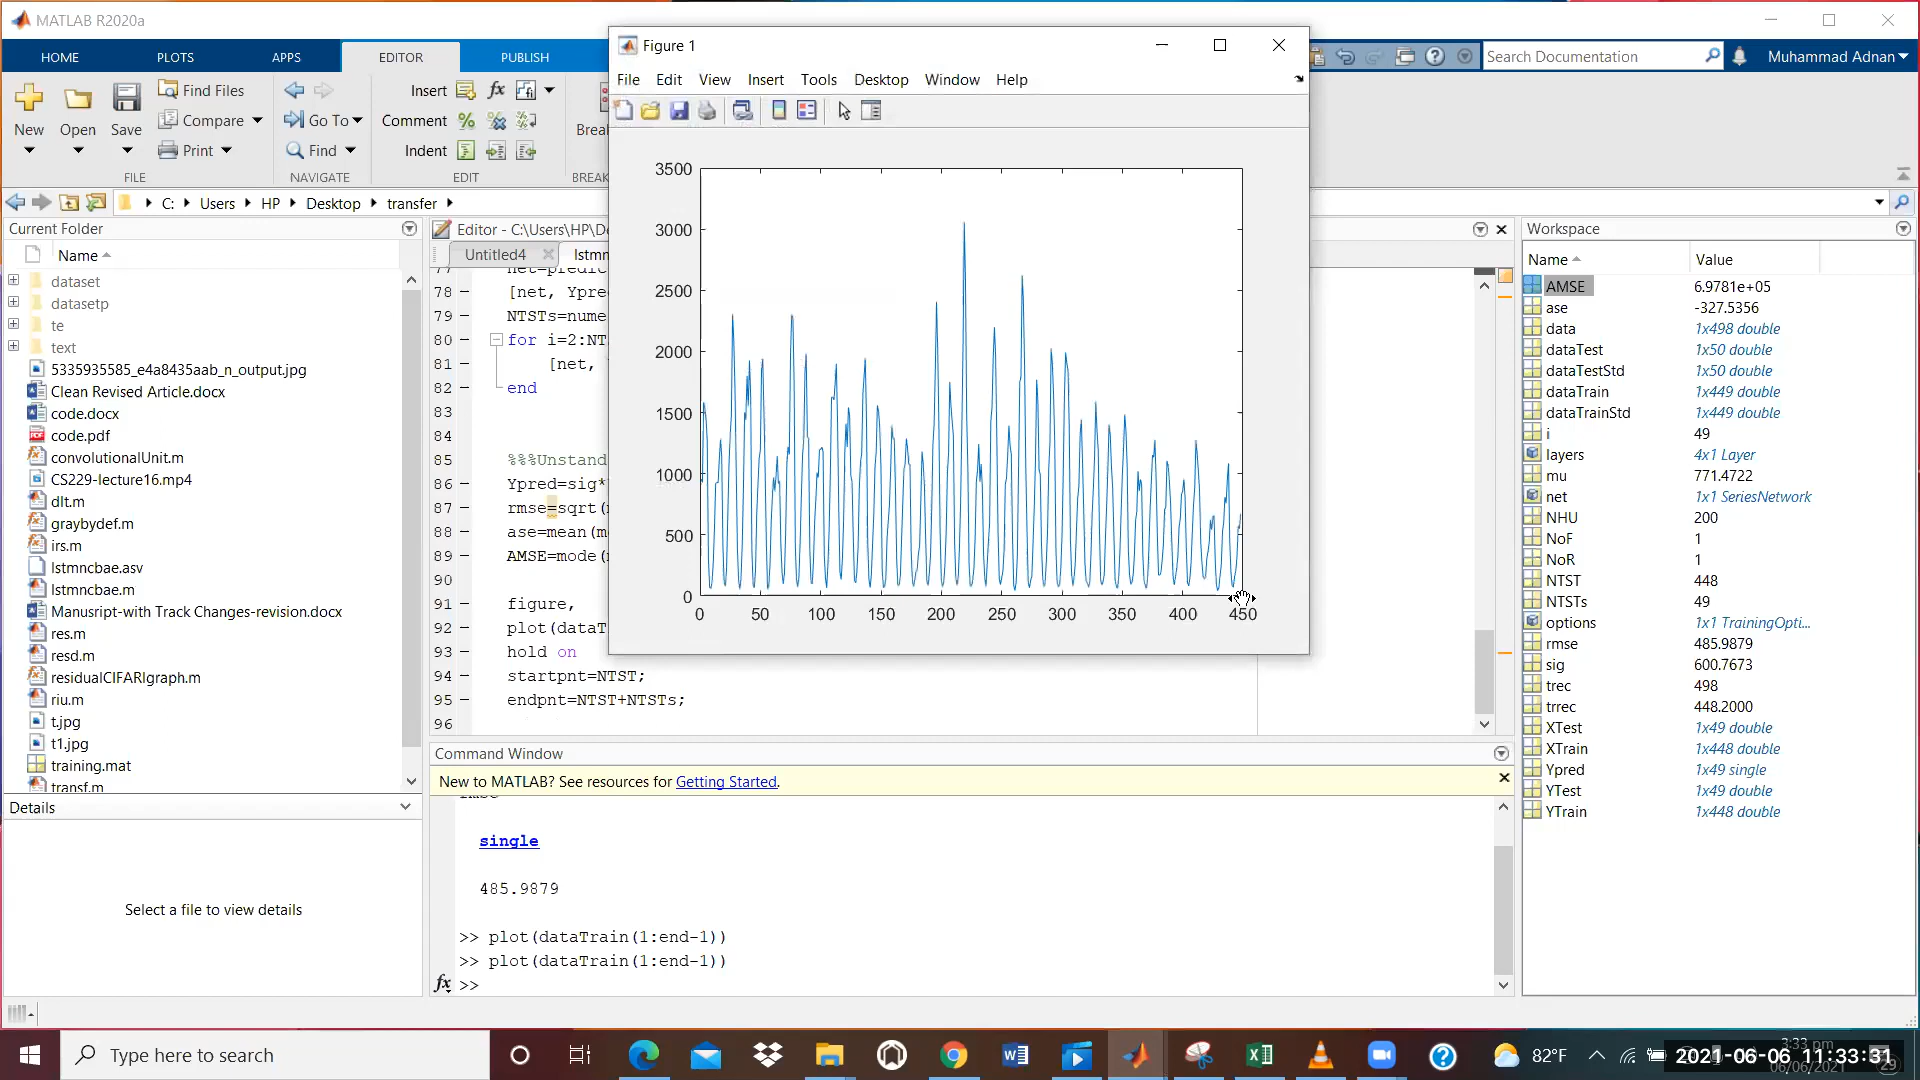 MATLAB R2020a
HOME
PLOTS
APPS
EDITOR
PUBLISH
Search Documentation
Muhammad Adnan
New
Open
Save
Find Files
Compare
Print
FILE
Go To
Find
NAVIGATE
Insert
fx
Comment
Indent
EDIT
Figure 1
File
Edit
View
Insert
Tools
Desktop
Window
Help
3500
3000
2500
2000
1500
1000
500
0
0
50
100
150
200
250
300
350
400
450
C:
Users
HP
Desktop
transfer
Current Folder
Name
dataset
datasetp
te
text
5335935585_e4a8435aab_n_output.jpg
Clean Revised Article.docx
code.docx
code.pdf
convolutionalUnit.m
CS229-lecture16.mp4
dlt.m
graybydef.m
irs.m
lstmncbae.asv
lstmncbae.m
Manusript-with Track Changes-revision.docx
res.m
resd.m
residualCIFARlgraph.m
riu.m
t.jpg
t1.jpg
training.mat
transf.m
Details
Select a file to view details
Editor - C:\Users\HP\De
Untitled4
78
79
80
81
82
83
84
85
86
87
88
89
90
91
92
93
94
95
96
[net, Ypre
NTSTs=nume
for i=2:NT
[net,
end
%%%Unstand
Ypred=sig*
rmse=sqrt(
ase=mean(m
AMSE=mode(
figure,
plot(dataT
hold on
startpnt=NTST;
endpnt=NTST+NTSTs;
Command Window
New to MATLAB? See resources for Getting Started.
single
485.9879
>> plot(dataTrain(1:end-1))
>> plot(dataTrain(1:end-1))
fx >>
Workspace
Name Value
AMSE 6.9781e+05
ase -327.5356
data 1x498 double
dataTest 1x50 double
dataTestStd 1x50 double
dataTrain 1x449 double
dataTrainStd 1x449 double
i 49
layers 4x1 Layer
mu 771.4722
net 1x1 SeriesNetwork
NHU 200
NoF 1
NoR 1
NTST 448
NTSTs 49
options 1x1 TrainingOpti...
rmse 485.9879
sig 600.7673
trec 498
trrec 448.2000
XTest 1x49 double
XTrain 1x448 double
Ypred 1x49 single
YTest 1x49 double
YTrain 1x448 double
Type here to search
82°F
2021-06-06 11:33:31